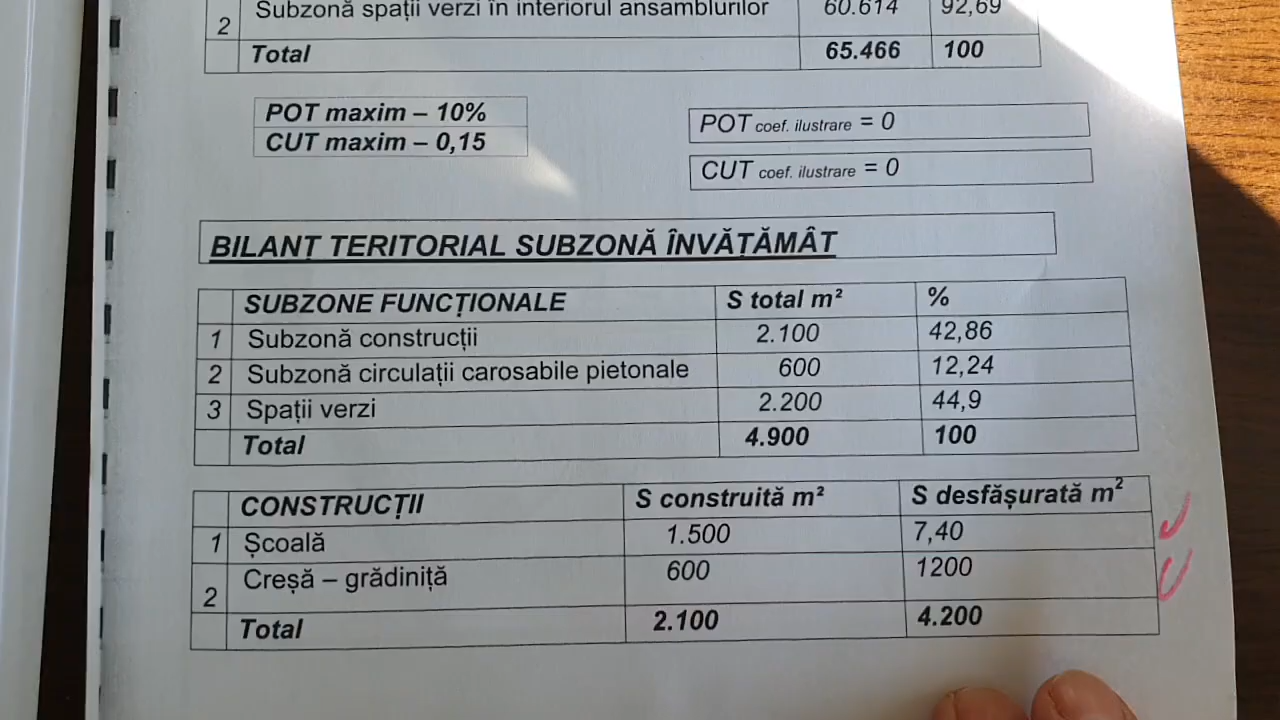 2 Subzonă spații verzi în interiorul ansamblurilor 60.614 92,69
Total 65.466 100
POT maxim – 10%
CUT maxim – 0,15
POT coef. ilustrare = 0
CUT coef. ilustrare = 0
BILANȚ TERITORIAL SUBZONĂ ÎNVĂȚĂMÂT
SUBZONE FUNCȚIONALE S total m² %
1 Subzonă construcții 2.100 42,86
2 Subzonă circulații carosabile pietonale 600 12,24
3 Spații verzi 2.200 44,9
Total 4.900 100
CONSTRUCȚII S construită m² S desfășurată m²
1 Școală 1.500 7,40
2 Creșă – grădiniță 600 1200
Total 2.100 4.200